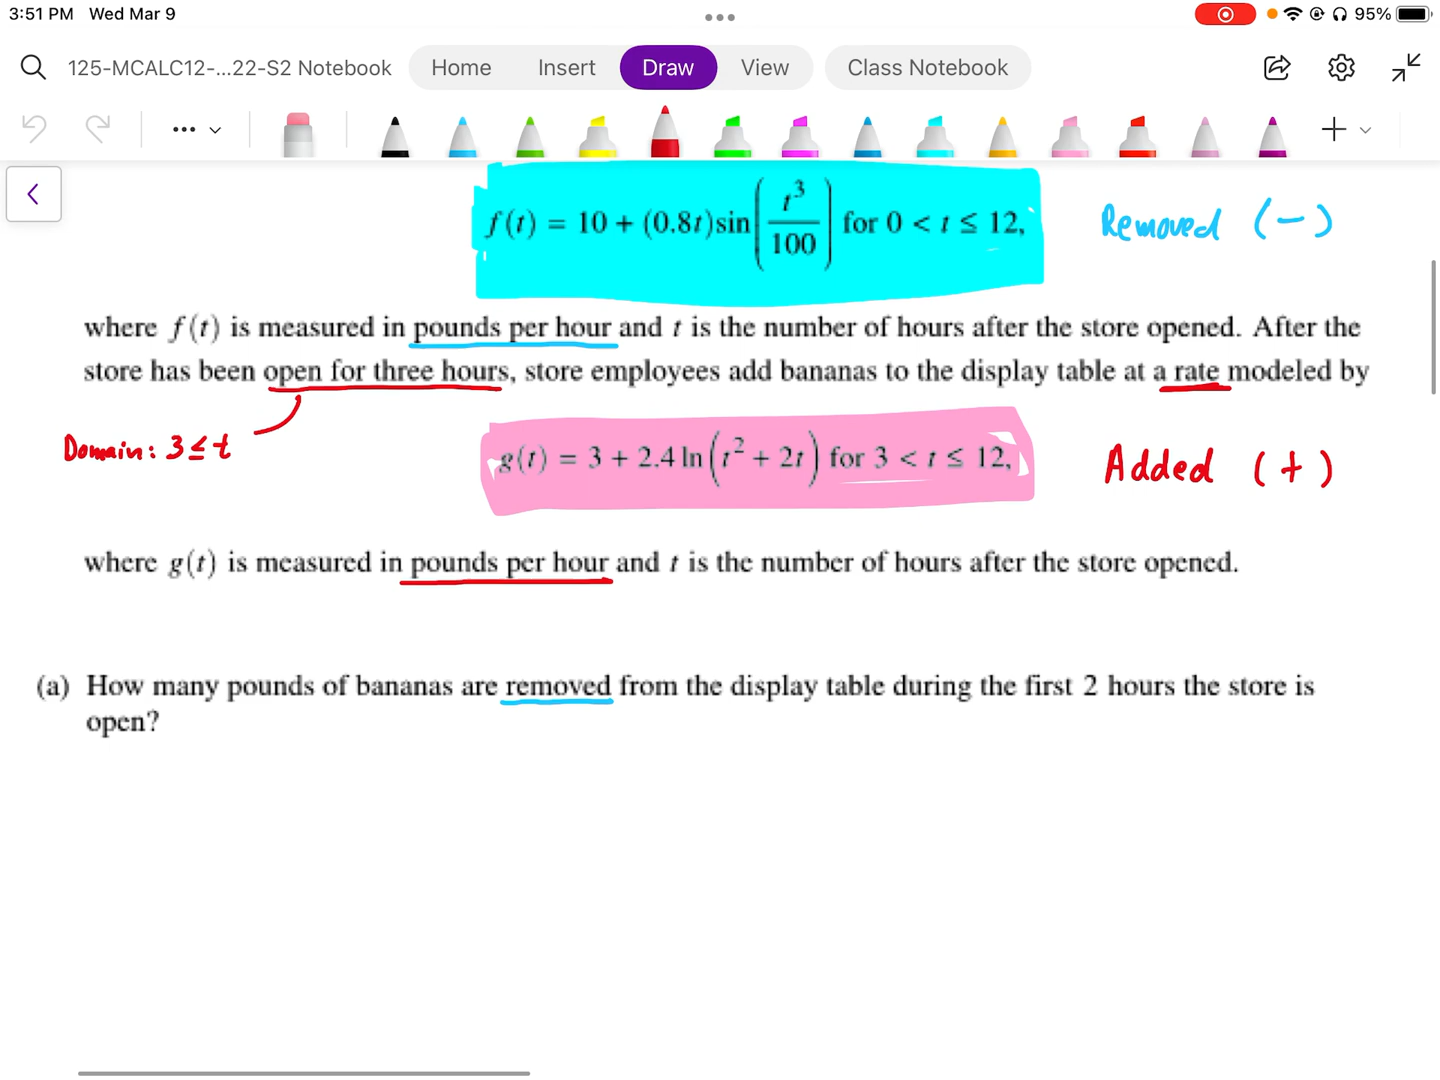 3:51 PM Wed Mar 9
95%
125-MCALC12-...22-S2 Notebook Home Insert Draw View Class Notebook
f(t) = 10 + (0.8t)sin(t³/100) for 0 < t ≤ 12, Removed (-)
where f(t) is measured in pounds per hour and t is the number of hours after the store opened. After the
store has been open for three hours, store employees add bananas to the display table at a rate modeled by
Domain: 3 ≤ t
g(t) = 3 + 2.4 ln(t² + 2t) for 3 < t ≤ 12, Added (+)
where g(t) is measured in pounds per hour and t is the number of hours after the store opened.
(a) How many pounds of bananas are removed from the display table during the first 2 hours the store is
open?